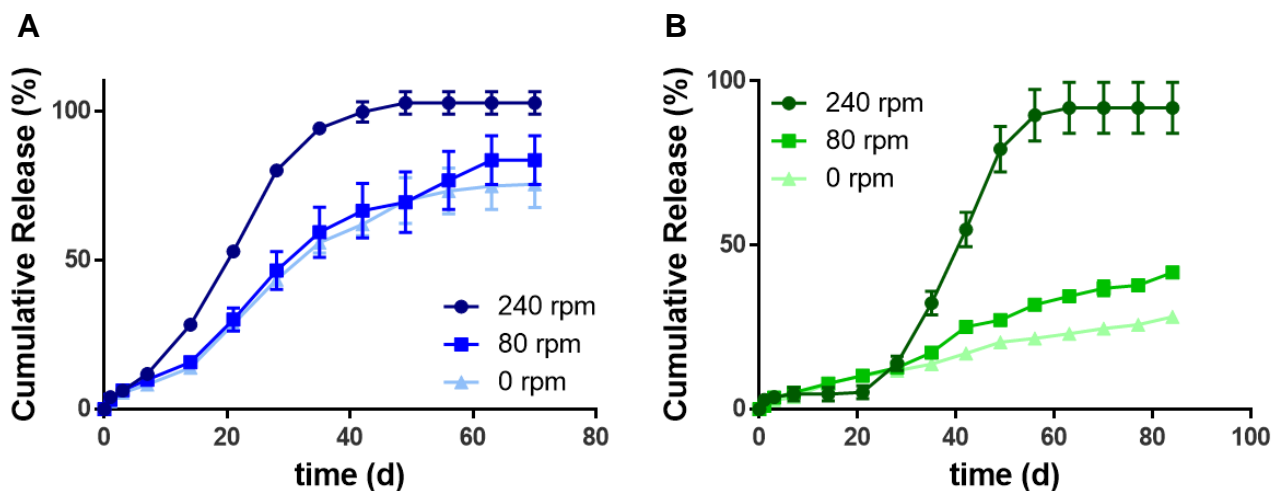 A
Cumulative Release (%)
100
50
0
240 rpm
80 rpm
0 rpm
0 20 40 60 80
time (d)
B
Cumulative Release (%)
100
50
0
240 rpm
80 rpm
0 rpm
0 20 40 60 80 100
time (d)